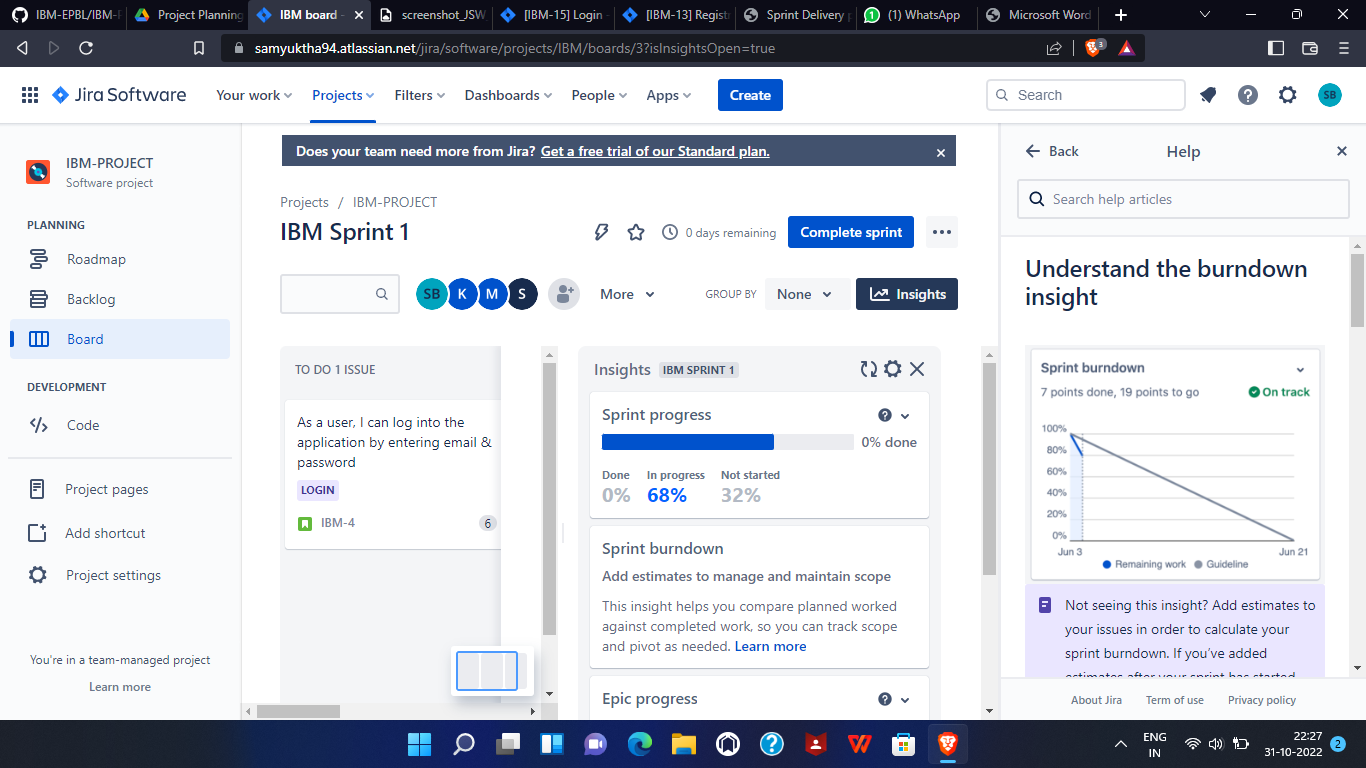 IBM-EPBL/IBM-P
Project Planning
IBM board -
screenshot_JSW
[IBM-15] Login -
[IBM-13] Registr
Sprint Delivery p
(1) WhatsApp
Microsoft Word
samyuktha94.atlassian.net/jira/software/projects/IBM/boards/3?isInsightsOpen=true
3
Jira Software
Your work
Projects
Filters
Dashboards
People
Apps
Create
Search
SB
IBM-PROJECT
Software project
PLANNING
Roadmap
Backlog
Board
DEVELOPMENT
Code
Project pages
Add shortcut
Project settings
You're in a team-managed project
Learn more
Does your team need more from Jira? Get a free trial of our Standard plan.
Projects / IBM-PROJECT
IBM Sprint 1
0 days remaining
Complete sprint
SB
K
M
S
More
GROUP BY
None
Insights
TO DO 1 ISSUE
As a user, I can log into the
application by entering email &
password
LOGIN
IBM-4
6
Insights IBM SPRINT 1
Sprint progress
0% done
Done In progress Not started
0% 68% 32%
Sprint burndown
Add estimates to manage and maintain scope
This insight helps you compare planned worked
against completed work, so you can track scope
and pivot as needed. Learn more
Epic progress
Back
Help
Search help articles
Understand the burndown
insight
Sprint burndown
7 points done, 19 points to go
On track
100%
80%
60%
40%
20%
0%
Jun 3
Jun 21
Remaining work
Guideline
Not seeing this insight? Add estimates to
your issues in order to calculate your
sprint burndown. If you've added
estimates after your sprint has started
About Jira
Term of use
Privacy policy
ENG
IN
22:27
31-10-2022
2